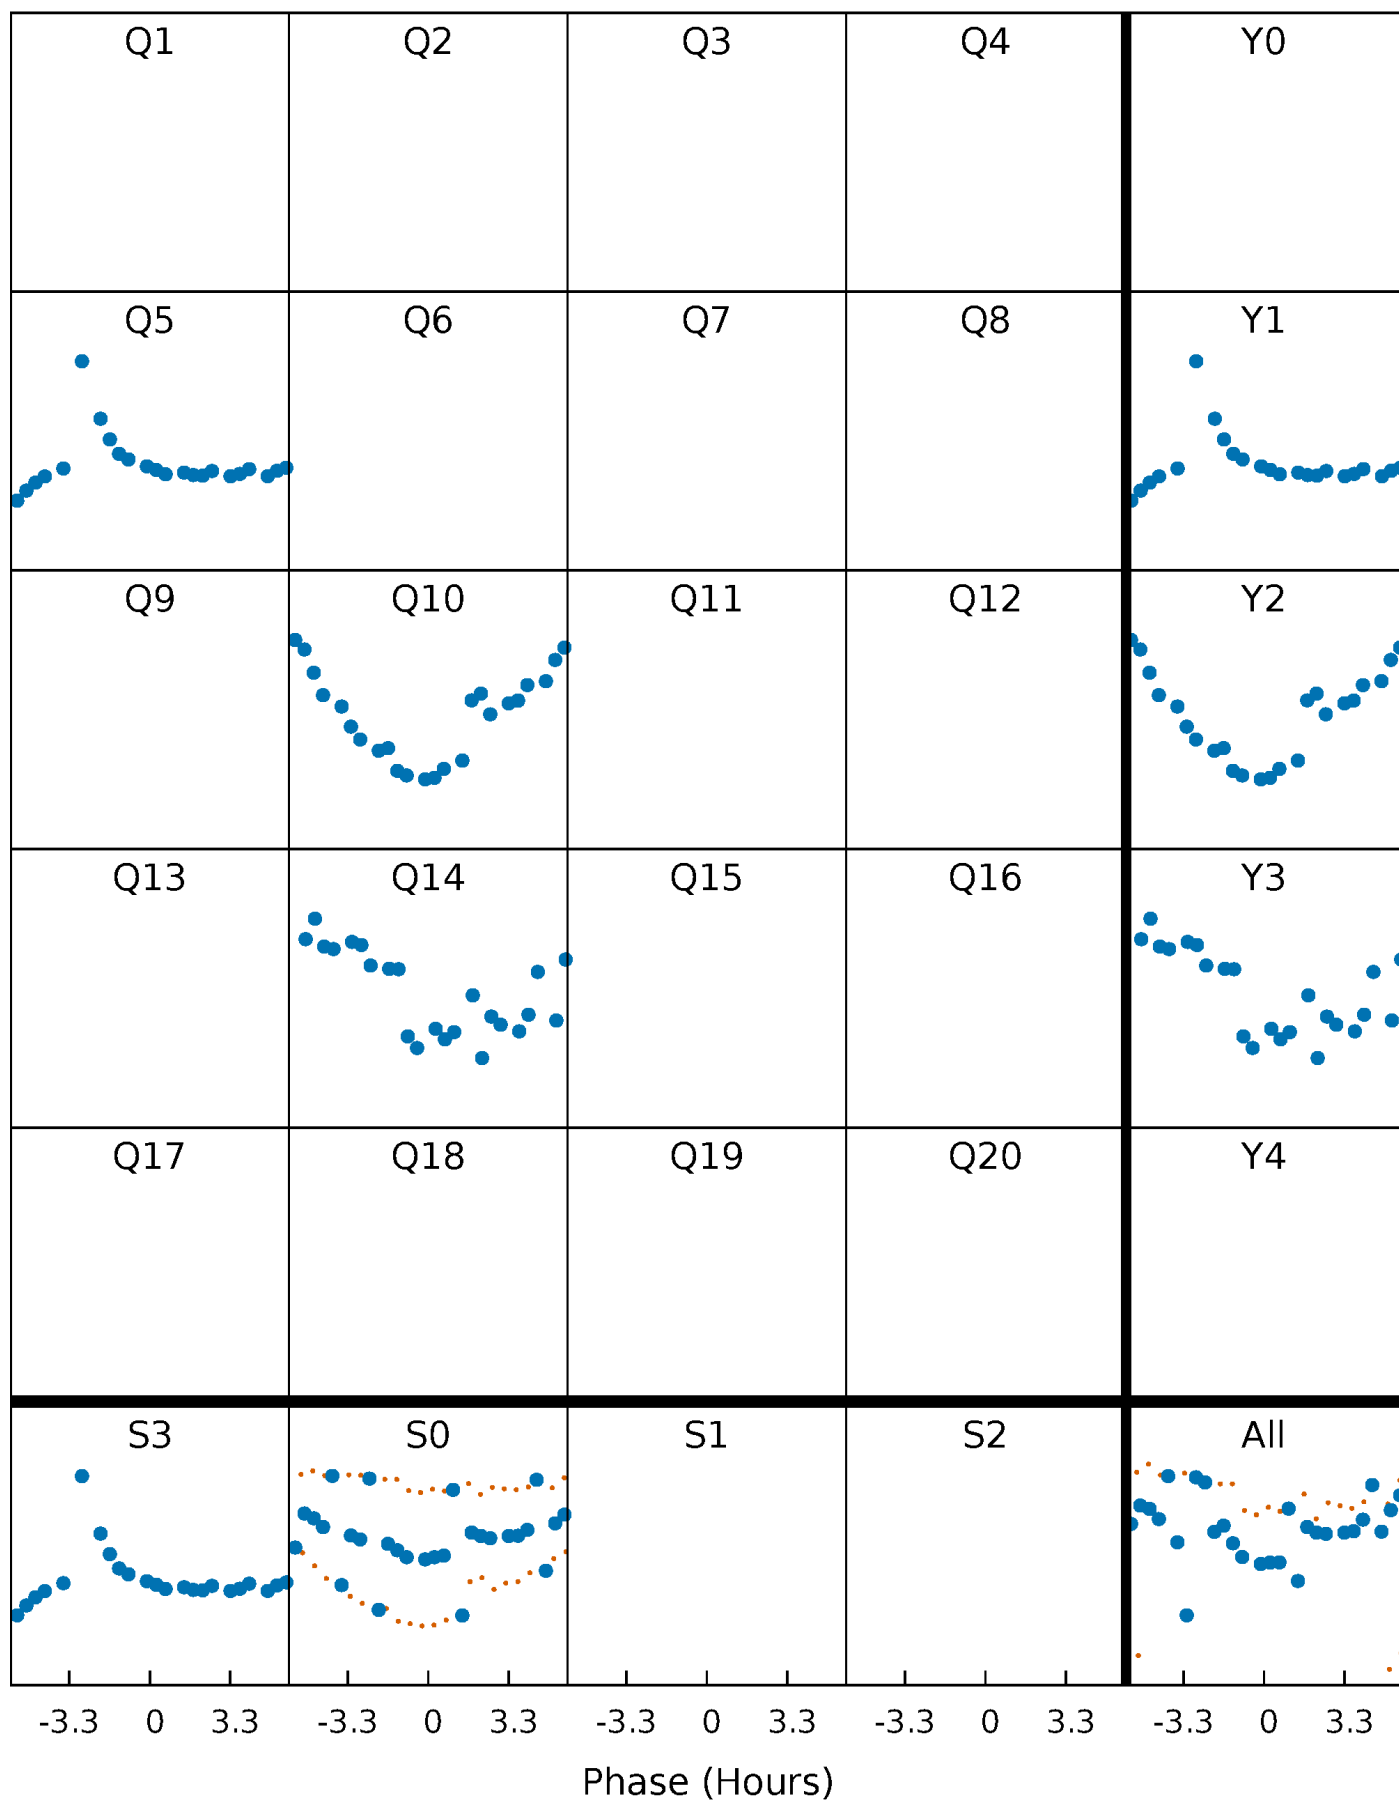 Q1 Q2 Q3 Q4 Y0
Q5 Q6 Q7 Q8 Y1
Q9 Q10 Q11 Q12 Y2
Q13 Q14 Q15 Q16 Y3
Q17 Q18 Q19 Q20 Y4
S3 S0 S1 S2 All
-3.3 0 3.3 -3.3 0 3.3 -3.3 0 3.3 -3.3 0 3.3 -3.3 0 3.3
Phase (Hours)